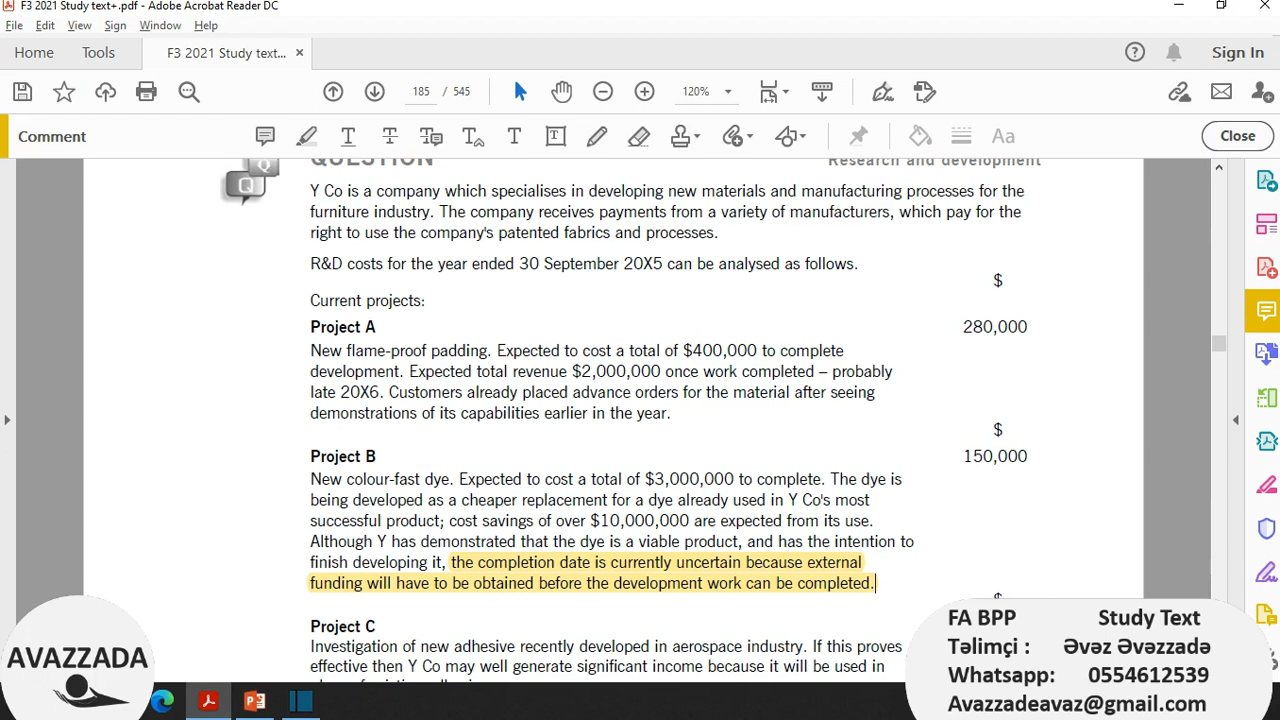 F3 2021 Study text+.pdf - Adobe Acrobat Reader DC
File Edit View Sign Window Help
Home Tools F3 2021 Study text... × Sign In
185 / 545 120%
Comment Aa Close
QUESTION Research and development
Y Co is a company which specialises in developing new materials and manufacturing processes for the
furniture industry. The company receives payments from a variety of manufacturers, which pay for the
right to use the company's patented fabrics and processes.
R&D costs for the year ended 30 September 20X5 can be analysed as follows.
$
Current projects:
Project A 280,000
New flame-proof padding. Expected to cost a total of $400,000 to complete
development. Expected total revenue $2,000,000 once work completed – probably
late 20X6. Customers already placed advance orders for the material after seeing
demonstrations of its capabilities earlier in the year.
$
Project B 150,000
New colour-fast dye. Expected to cost a total of $3,000,000 to complete. The dye is
being developed as a cheaper replacement for a dye already used in Y Co's most
successful product; cost savings of over $10,000,000 are expected from its use.
Although Y has demonstrated that the dye is a viable product, and has the intention to
finish developing it, the completion date is currently uncertain because external
funding will have to be obtained before the development work can be completed.
Project C
Investigation of new adhesive recently developed in aerospace industry. If this proves
effective then Y Co may well generate significant income because it will be used in
AVAZZADA
FA BPP Study Text
Təlimçi : Əvəz Əvəzzadə
Whatsapp: 0554612539
Avazzadeavaz@gmail.com